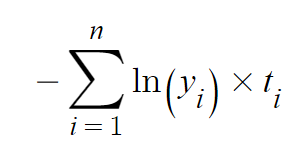 − ∑_{i=1}^{n} ln(y_i) × t_i